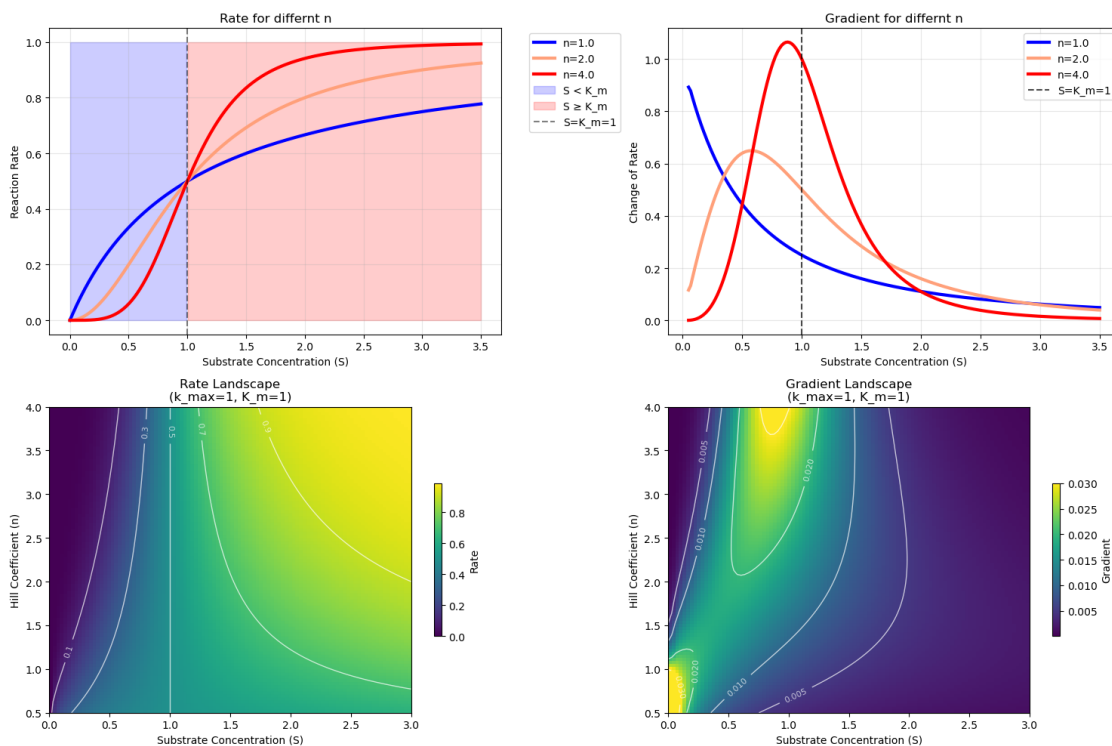 Rate for differnt n
1.0
0.8
0.6
0.4
0.2
0.0
Reaction Rate
0.0 0.5 1.0 1.5 2.0 2.5 3.0 3.5
Substrate Concentration (S)
n=1.0
n=2.0
n=4.0
S < K_m
S ≥ K_m
S=K_m=1
Gradient for differnt n
1.0
0.8
0.6
0.4
0.2
0.0
Change of Rate
0.0 0.5 1.0 1.5 2.0 2.5 3.0 3.5
Substrate Concentration (S)
n=1.0
n=2.0
n=4.0
S=K_m=1
Rate Landscape
(k_max=1, K_m=1)
4.0
3.5
3.0
2.5
2.0
1.5
1.0
0.5
Hill Coefficient (n)
0.1
0.3
0.5
0.7
0.9
0.0 0.5 1.0 1.5 2.0 2.5 3.0
Substrate Concentration (S)
0.8
0.6
0.4
0.2
0.0
Rate
Gradient Landscape
(k_max=1, K_m=1)
4.0
3.5
3.0
2.5
2.0
1.5
1.0
0.5
Hill Coefficient (n)
0.005
0.010
0.020
0.020
0.010
0.005
0.0 0.5 1.0 1.5 2.0 2.5 3.0
Substrate Concentration (S)
0.030
0.025
0.020
0.015
0.010
0.005
Gradient